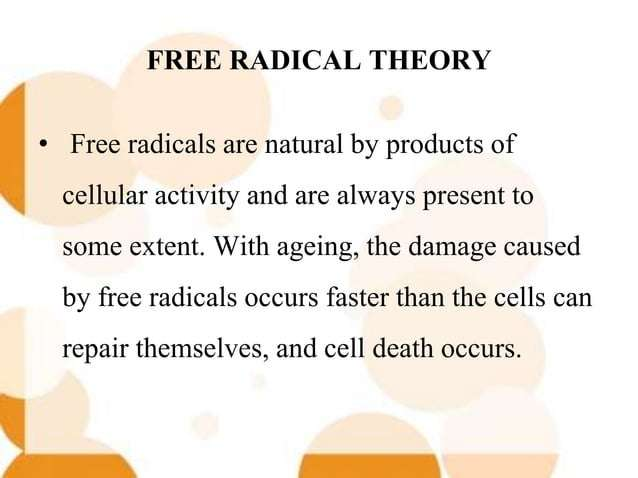 FREE RADICAL THEORY
• Free radicals are natural by products of
cellular activity and are always present to
some extent. With ageing, the damage caused
by free radicals occurs faster than the cells can
repair themselves, and cell death occurs.